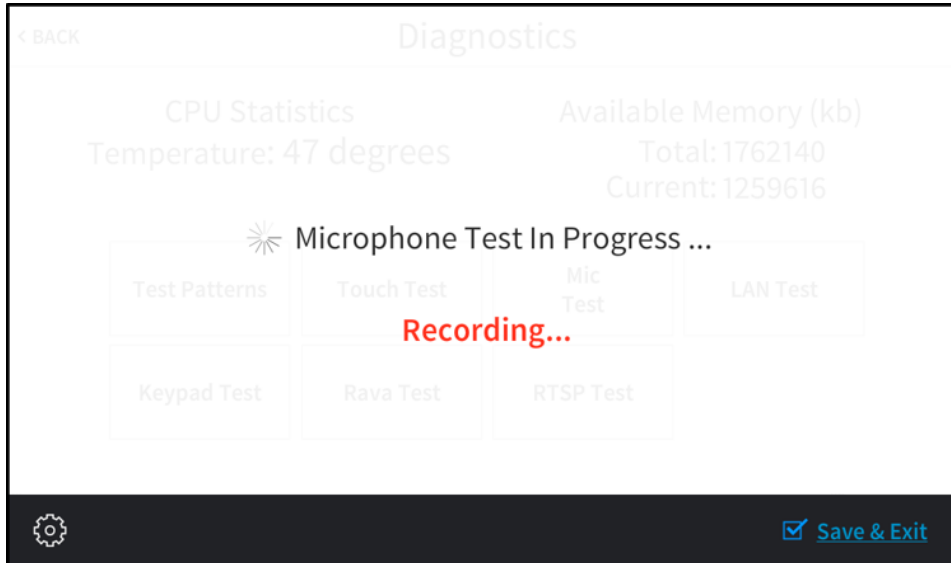 < BACK
Diagnostics
CPU Statistics
Temperature: 47 degrees
Available Memory (kb)
Total: 1762140
Current: 1259616
Microphone Test In Progress ...
Test Patterns
Touch Test
Mic
Test
LAN Test
Recording...
Keypad Test
Rava Test
RTSP Test
Save & Exit